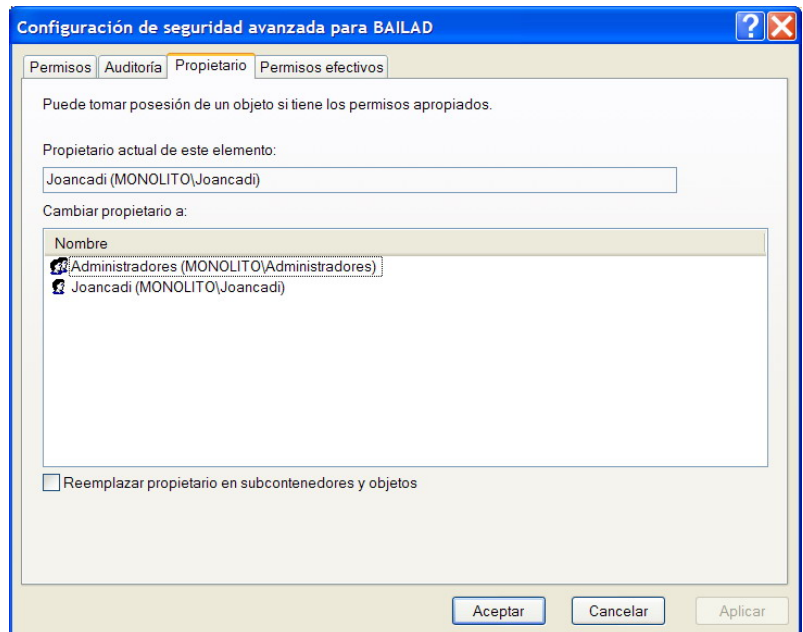 Configuración de seguridad avanzada para BAILAD
Permisos Auditoría Propietario Permisos efectivos
Puede tomar posesión de un objeto si tiene los permisos apropiados.
Propietario actual de este elemento:
Joancadi (MONOLITO\Joancadi)
Cambiar propietario a:
Nombre
Administradores (MONOLITO\Administradores)
Joancadi (MONOLITO\Joancadi)
Reemplazar propietario en subcontenedores y objetos
Aceptar Cancelar Aplicar